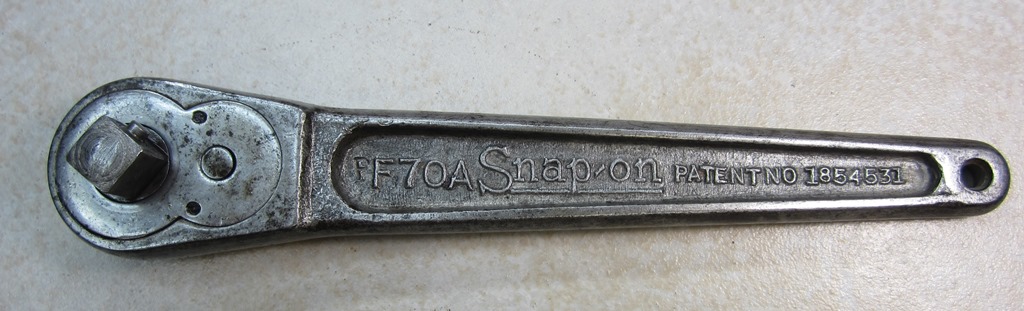 F70A Snap-on PATENT NO 1854531